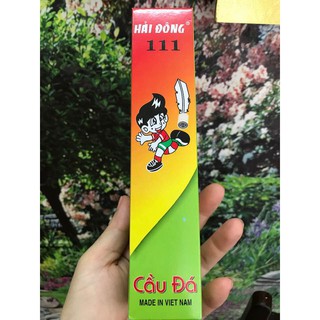 HẢI ĐÔNG®
111
Cầu Đá
MADE IN VIET NAM